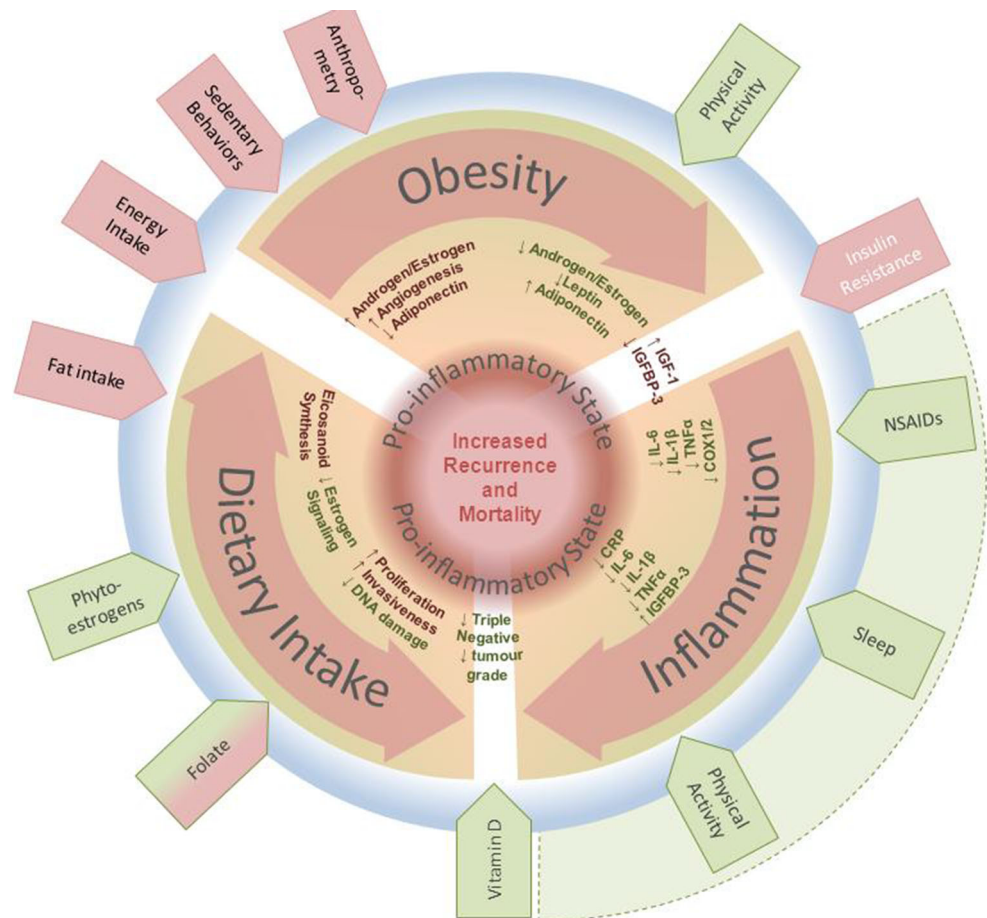 Anthropo-
metry
Sedentary
Behaviors
Energy
Intake
Fat intake
Phyto-
estrogens
Folate
Vitamin D
Physical
Activity
Sleep
NSAIDs
Insulin
Resistance
Physical
Activity
Obesity
↑ Androgen/Estrogen
↑ Angiogenesis
↓ Adiponectin
↓ Androgen/Estrogen
↓ Leptin
↑ Adiponectin
↑ IGF-1
↓ IGFBP-3
Inflammation
↓ IL-6
↓ IL-1β
↓ TNFα
↓ COX1/2
↓ CRP
↓ IL-6
↓ IL-1β
↓ TNFα
↑ IGFBP-3
Dietary Intake
Eicosanoid
Synthesis
↓ Estrogen
Signaling
↑ Proliferation
↑ Invasiveness
↓ DNA damage
↓ Triple
Negative
↓ tumour
grade
Pro-inflammatory State
Increased
Recurrence
and
Mortality
Pro-inflammatory State